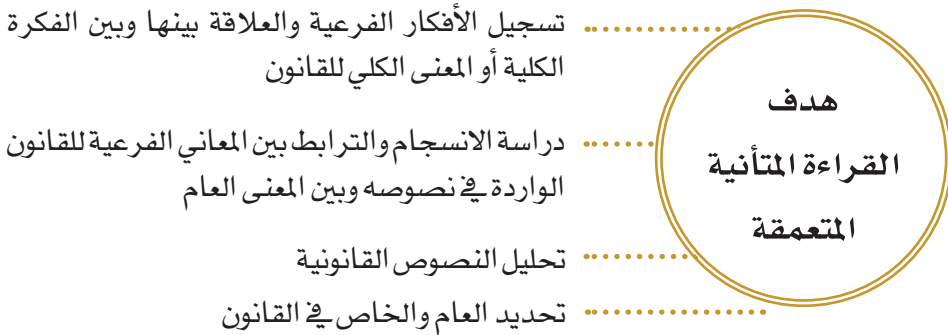 هدف
القراءة المتأنية
المتعمقة
تسجيل الأفكار الفرعية والعلاقة بينها وبين الفكرة
الكلية أو المعنى الكلي للقانون
دراسة الانسجام والترابط بين المعاني الفرعية للقانون
الواردة في نصوصه وبين المعنى العام
تحليل النصوص القانونية
تحديد العام والخاص في القانون